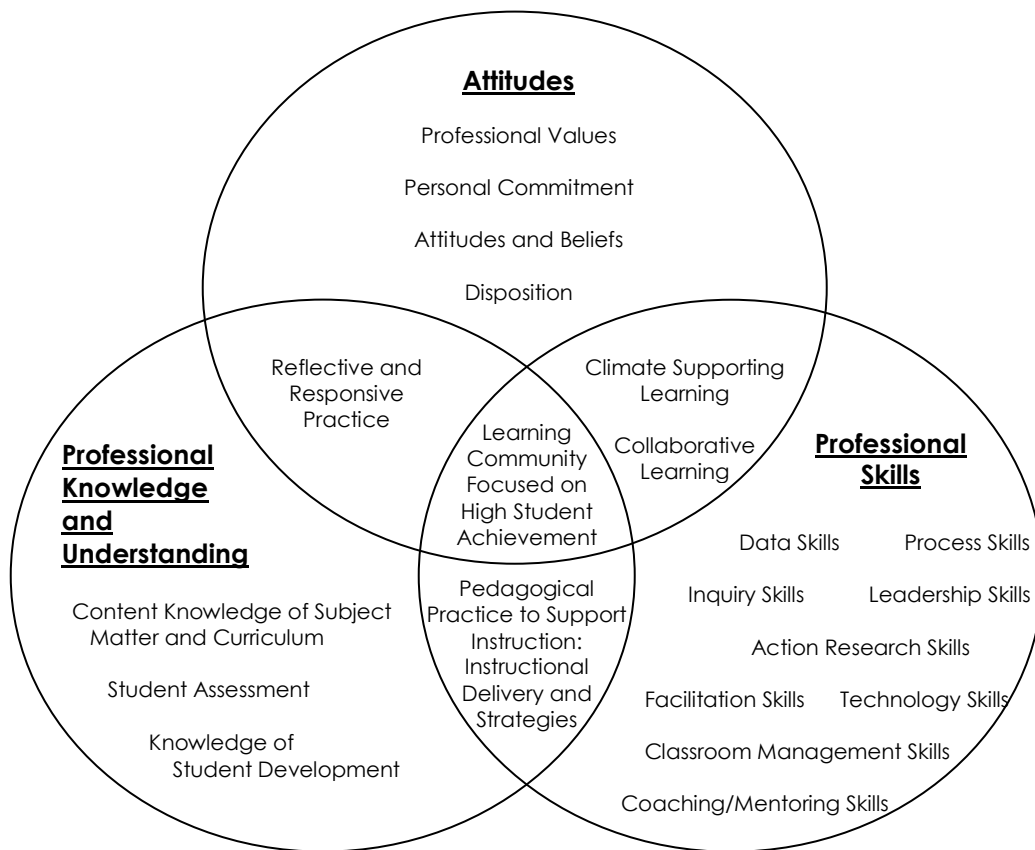 Attitudes
Professional Values
Personal Commitment
Attitudes and Beliefs
Disposition
Reflective and
Responsive
Practice
Climate Supporting
Learning
Collaborative
Learning
Learning
Community
Focused on
High Student
Achievement
Professional
Knowledge
and
Understanding
Content Knowledge of Subject
Matter and Curriculum
Student Assessment
Knowledge of
Student Development
Pedagogical
Practice to Support
Instruction:
Instructional
Delivery and
Strategies
Professional
Skills
Data Skills
Process Skills
Inquiry Skills
Leadership Skills
Action Research Skills
Facilitation Skills
Technology Skills
Classroom Management Skills
Coaching/Mentoring Skills